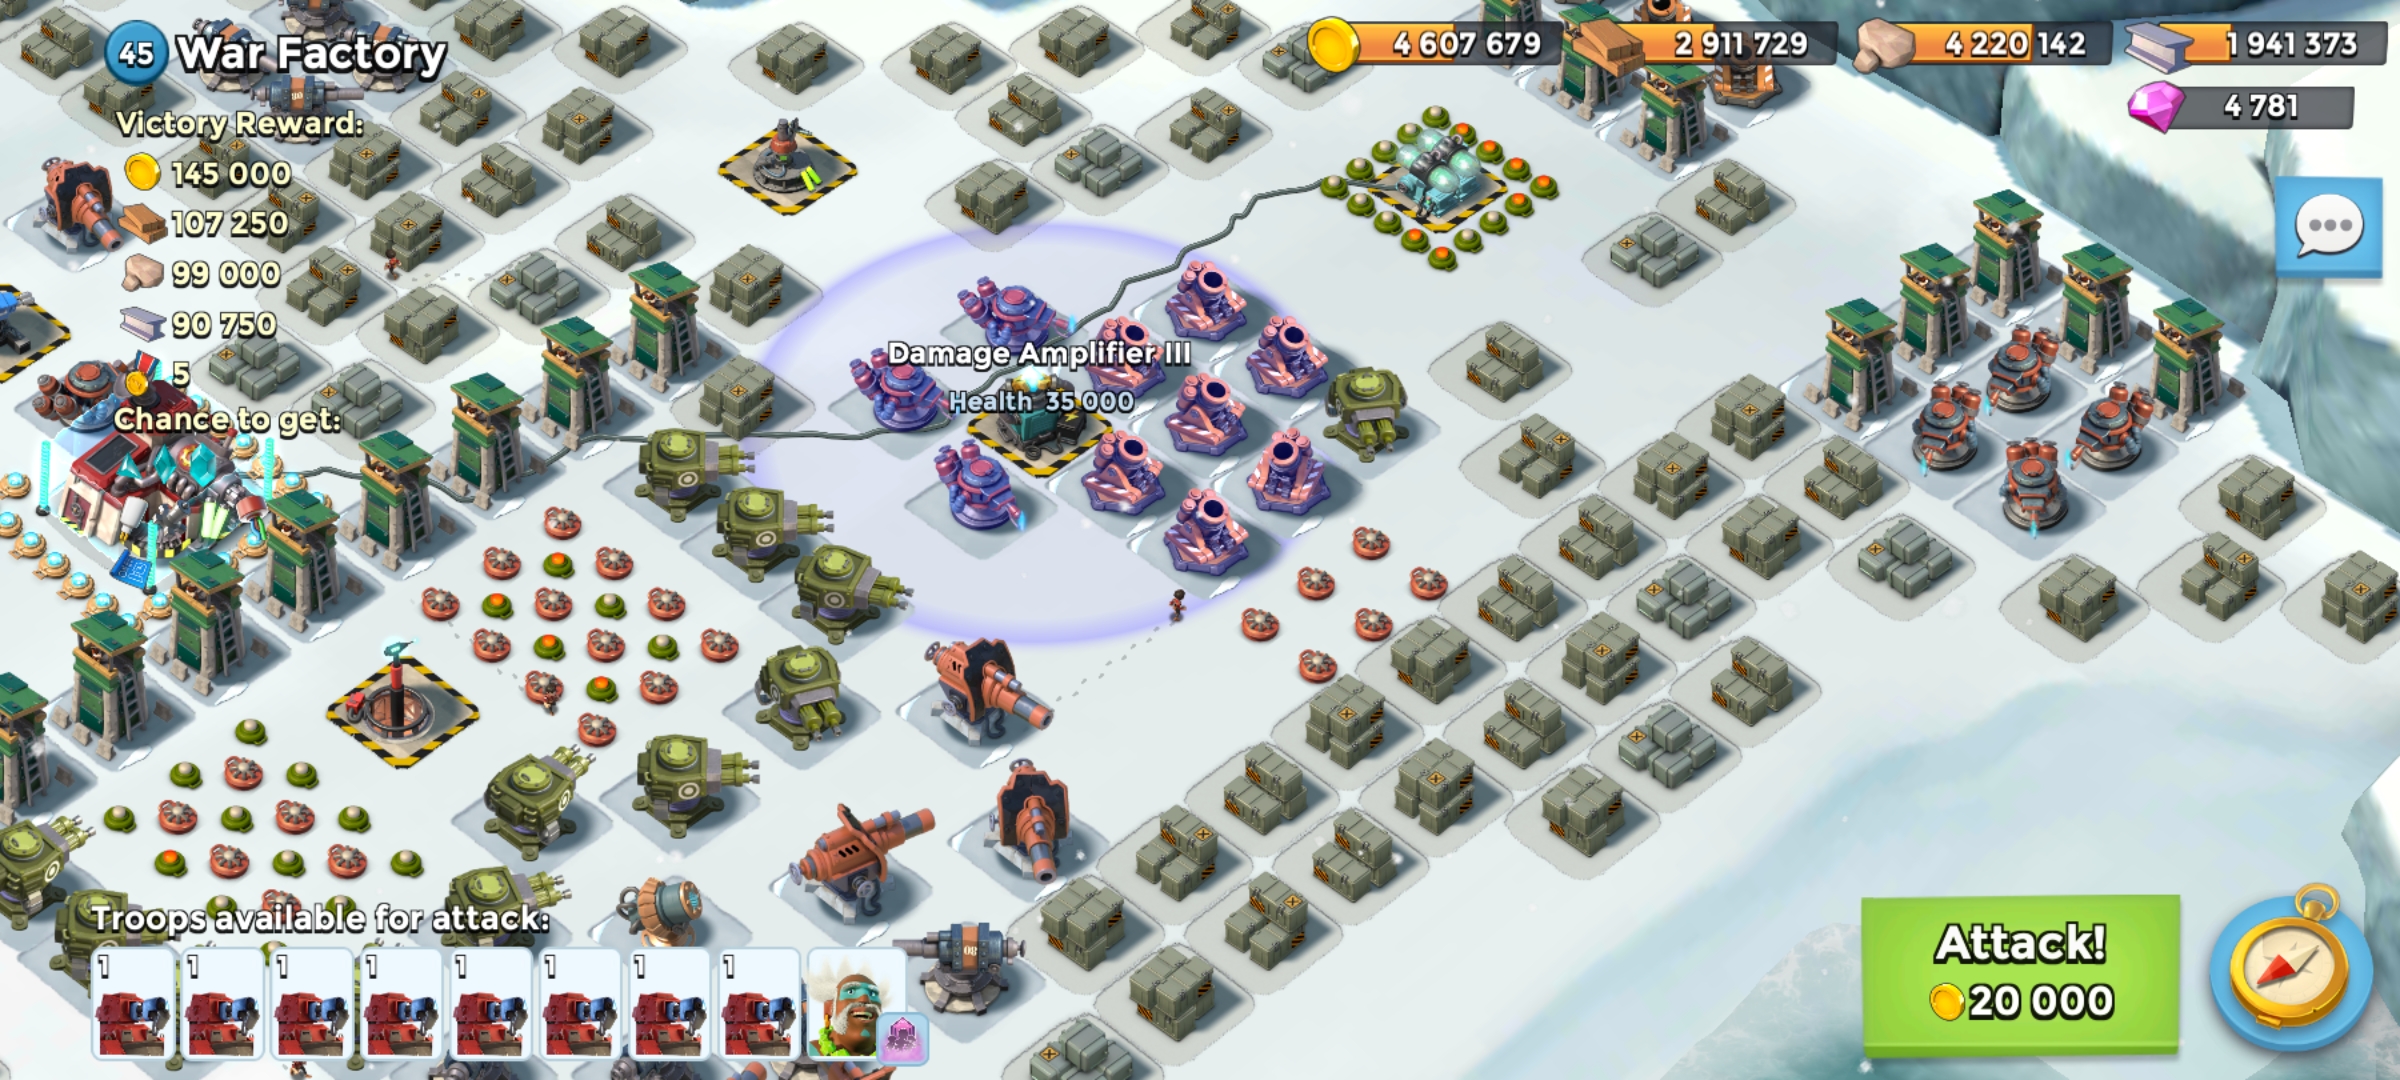 45 War Factory
4 607 679
2 911 729
4 220 142
1 941 373
4 781
Victory Reward:
145 000
107 250
99 000
90 750
5
Chance to get:
Damage Amplifier III
Health 35 000
Troops available for attack:
1 1 1 1 1 1 1 1
Attack!
20 000